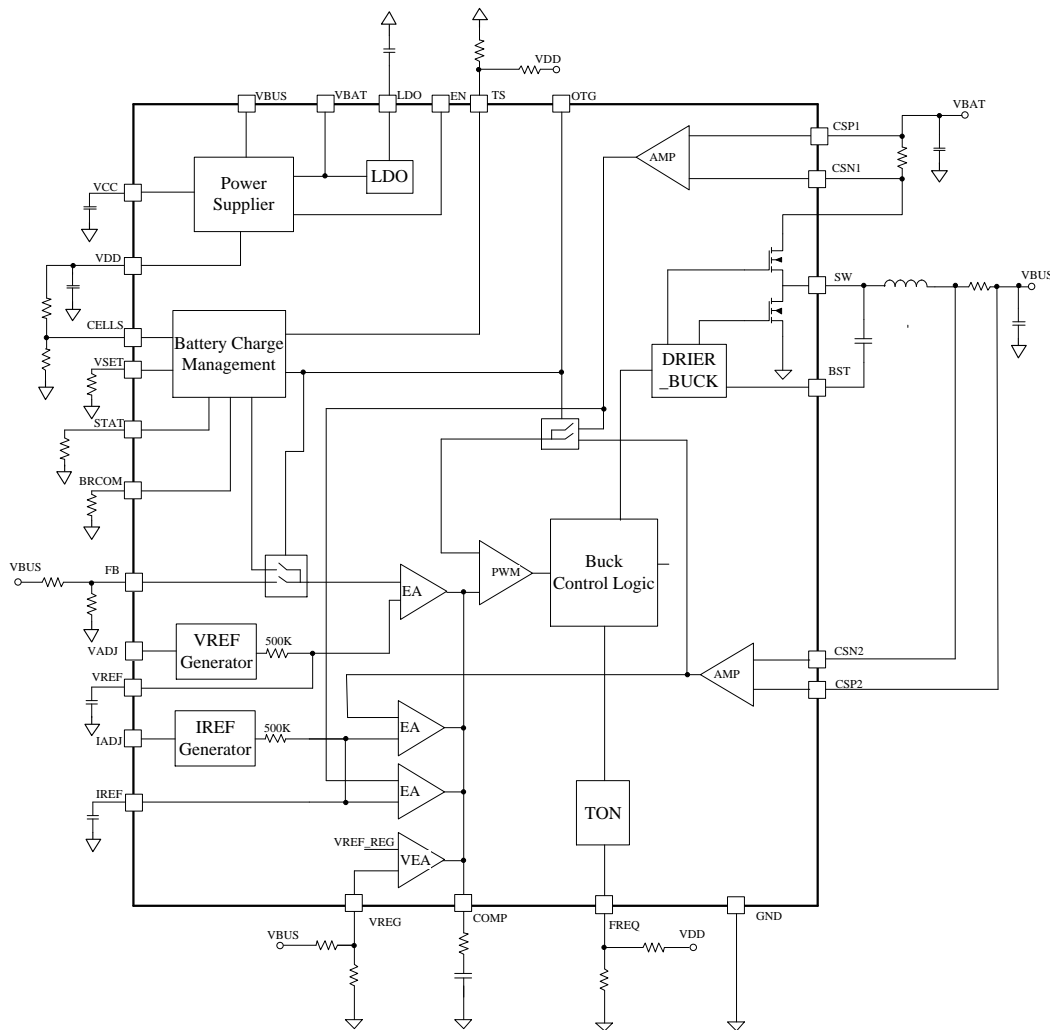 VDD
VBUS
VBAT
LDO
EN
TS
OTG
VBAT
CSP1
AMP
CSN1
Power
Supplier
LDO
VCC
VDD
SW
VBUS
CELLS
Battery Charge
Management
VSET
DRIER
_BUCK
BST
STAT
BRCOM
VBUS
FB
EA
PWM
Buck
Control Logic
VADJ
VREF
Generator
500K
VREF
CSN2
AMP
CSP2
IADJ
IREF
Generator
500K
EA
IREF
EA
TON
VREF_REG
VEA
VREG
COMP
FREQ
GND
VBUS
VDD